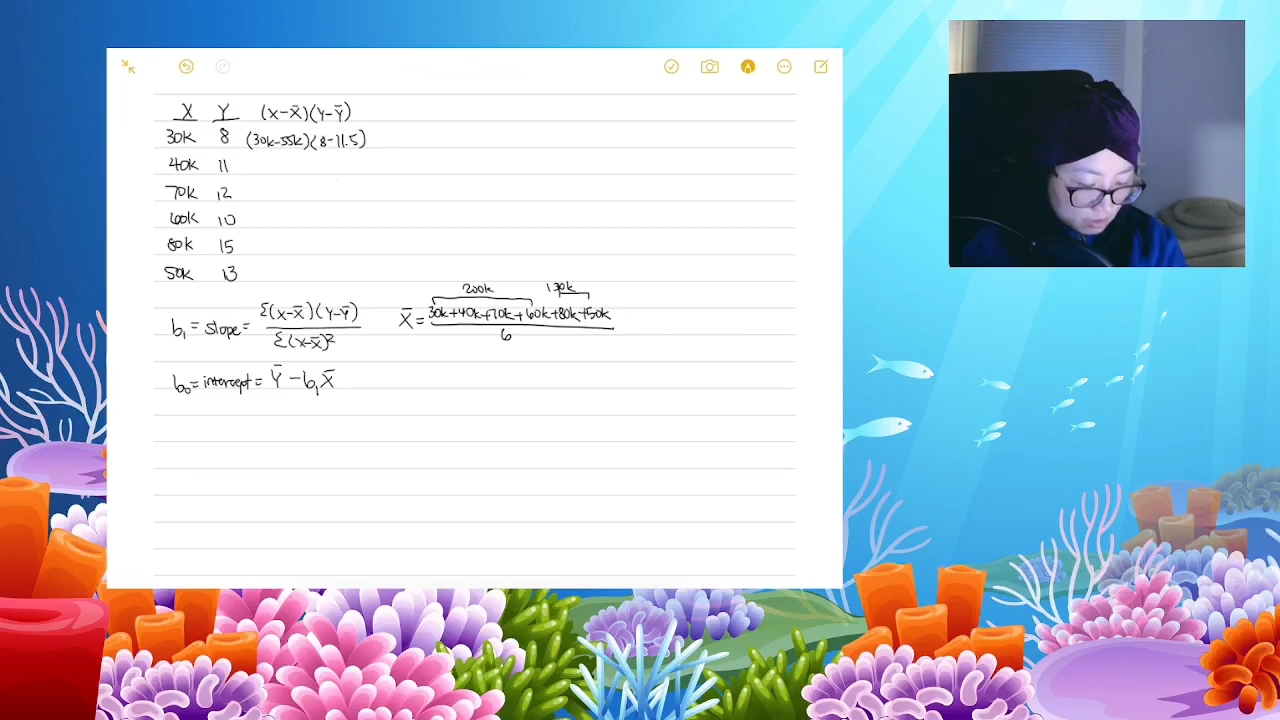 X Y (x-x̄)(Y-Ȳ)
30k 8 (30k-55k)(8-11.5)
40k 11
70k 12
60k 10
80k 15
50k 13
200k 130k
b₁ = slope = Σ(x-x̄)(Y-Ȳ) / Σ(x-x̄)² X̄ = 30k+40k+70k+60k+80k+50k / 6
b₀ = intercept = Ȳ - b₁X̄